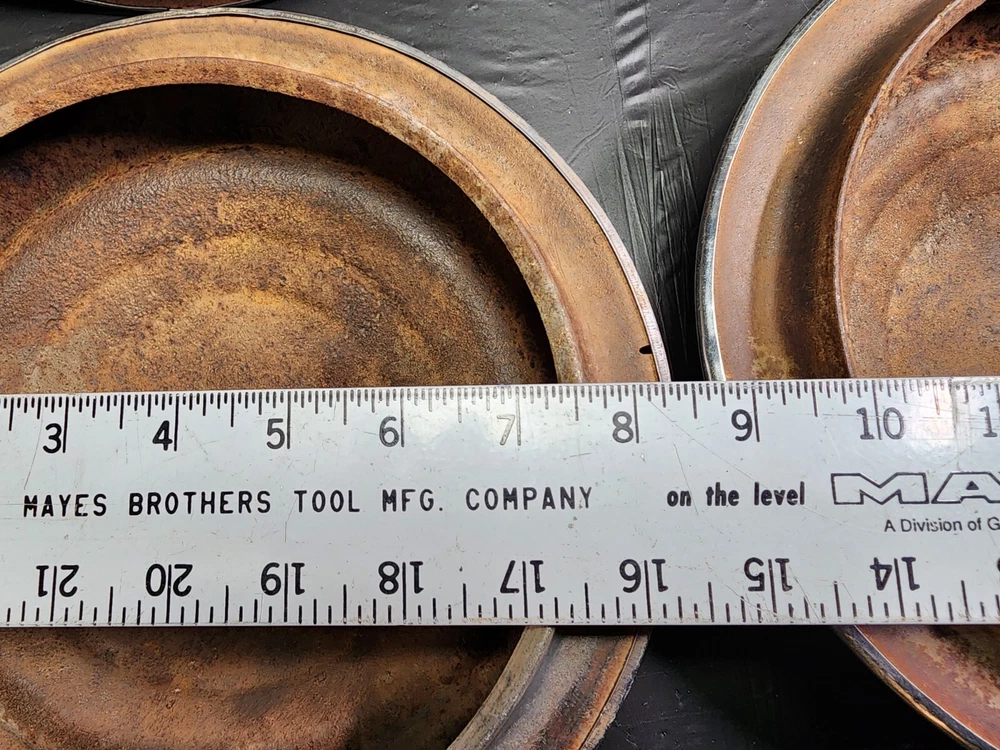 3 4 5 6 7 8 9 10
MAYES BROTHERS TOOL MFG. COMPANY on the level
A Division of
21 20 19 18 17 16 15 14